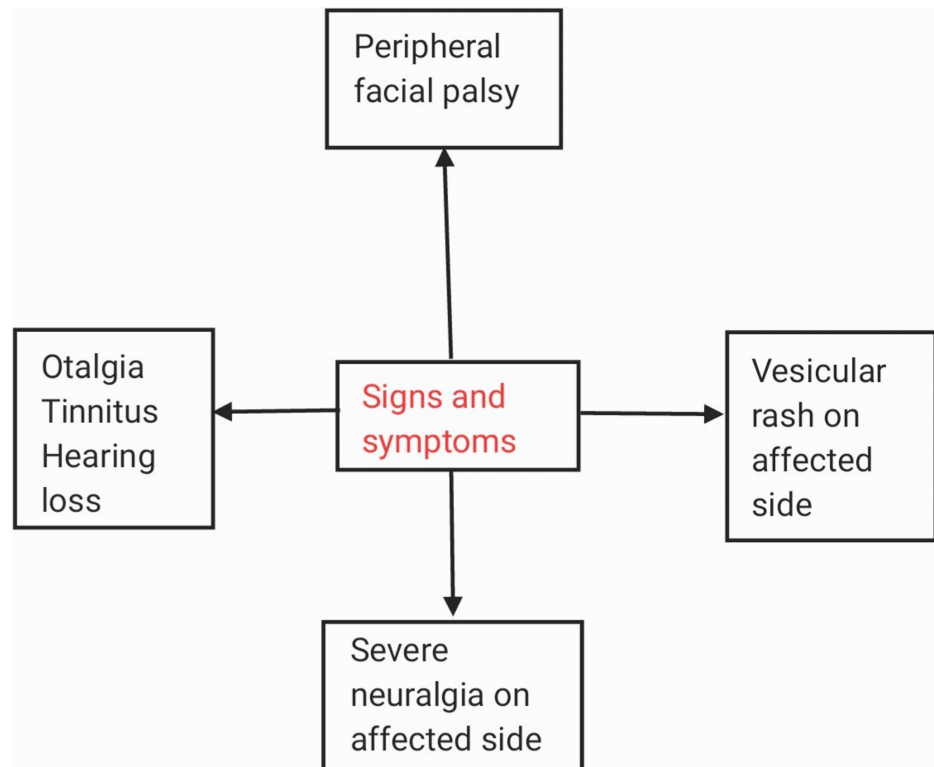 Peripheral
facial palsy
Otalgia
Tinnitus
Hearing
loss
Signs and
symptoms
Vesicular
rash on
affected
side
Severe
neuralgia on
affected side